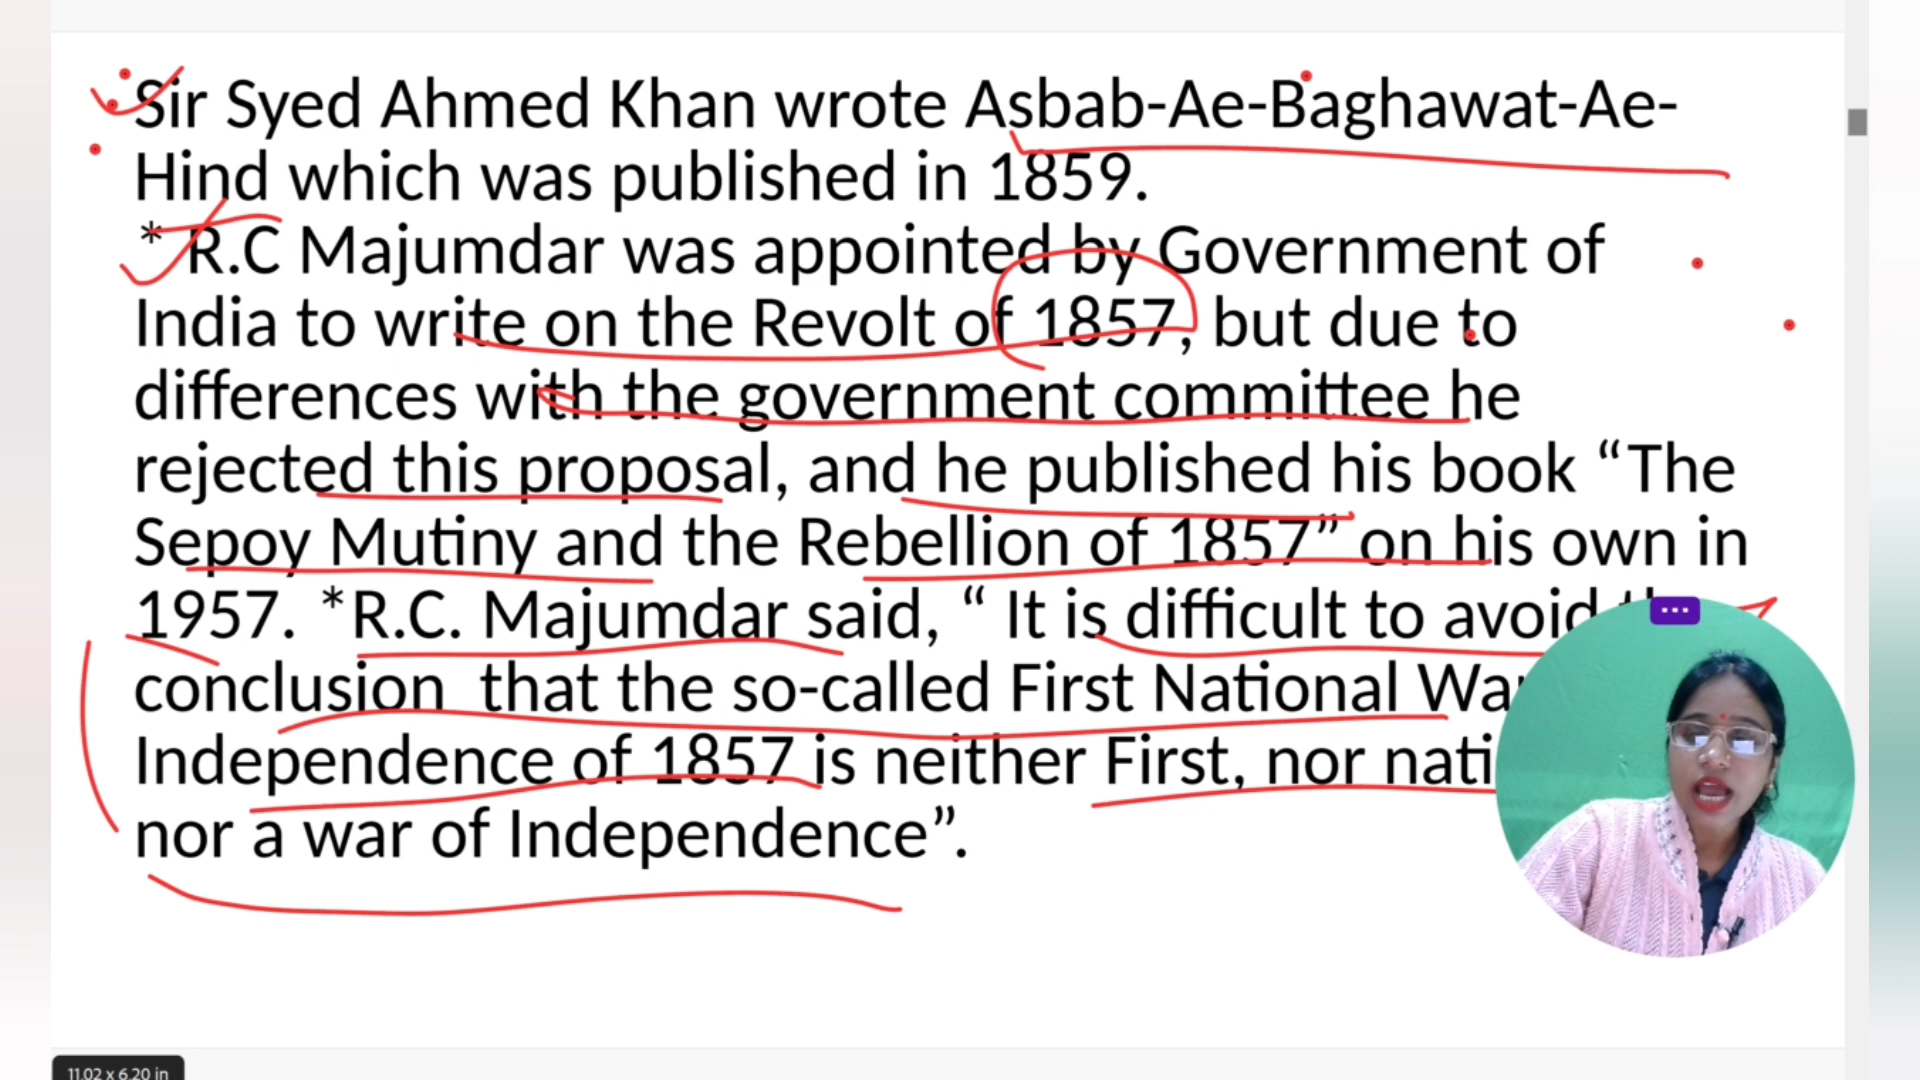 Sir Syed Ahmed Khan wrote Asbab-Ae-Baghawat-Ae-
Hind which was published in 1859.
* R.C Majumdar was appointed by Government of
India to write on the Revolt of 1857, but due to
differences with the government committee he
rejected this proposal, and he published his book “The
Sepoy Mutiny and the Rebellion of 1857” on his own in
1957. *R.C. Majumdar said, “ It is difficult to avoid
conclusion that the so-called First National
Independence of 1857 is neither First, nor
nor a war of Independence”.
11.02 x 6.20 in